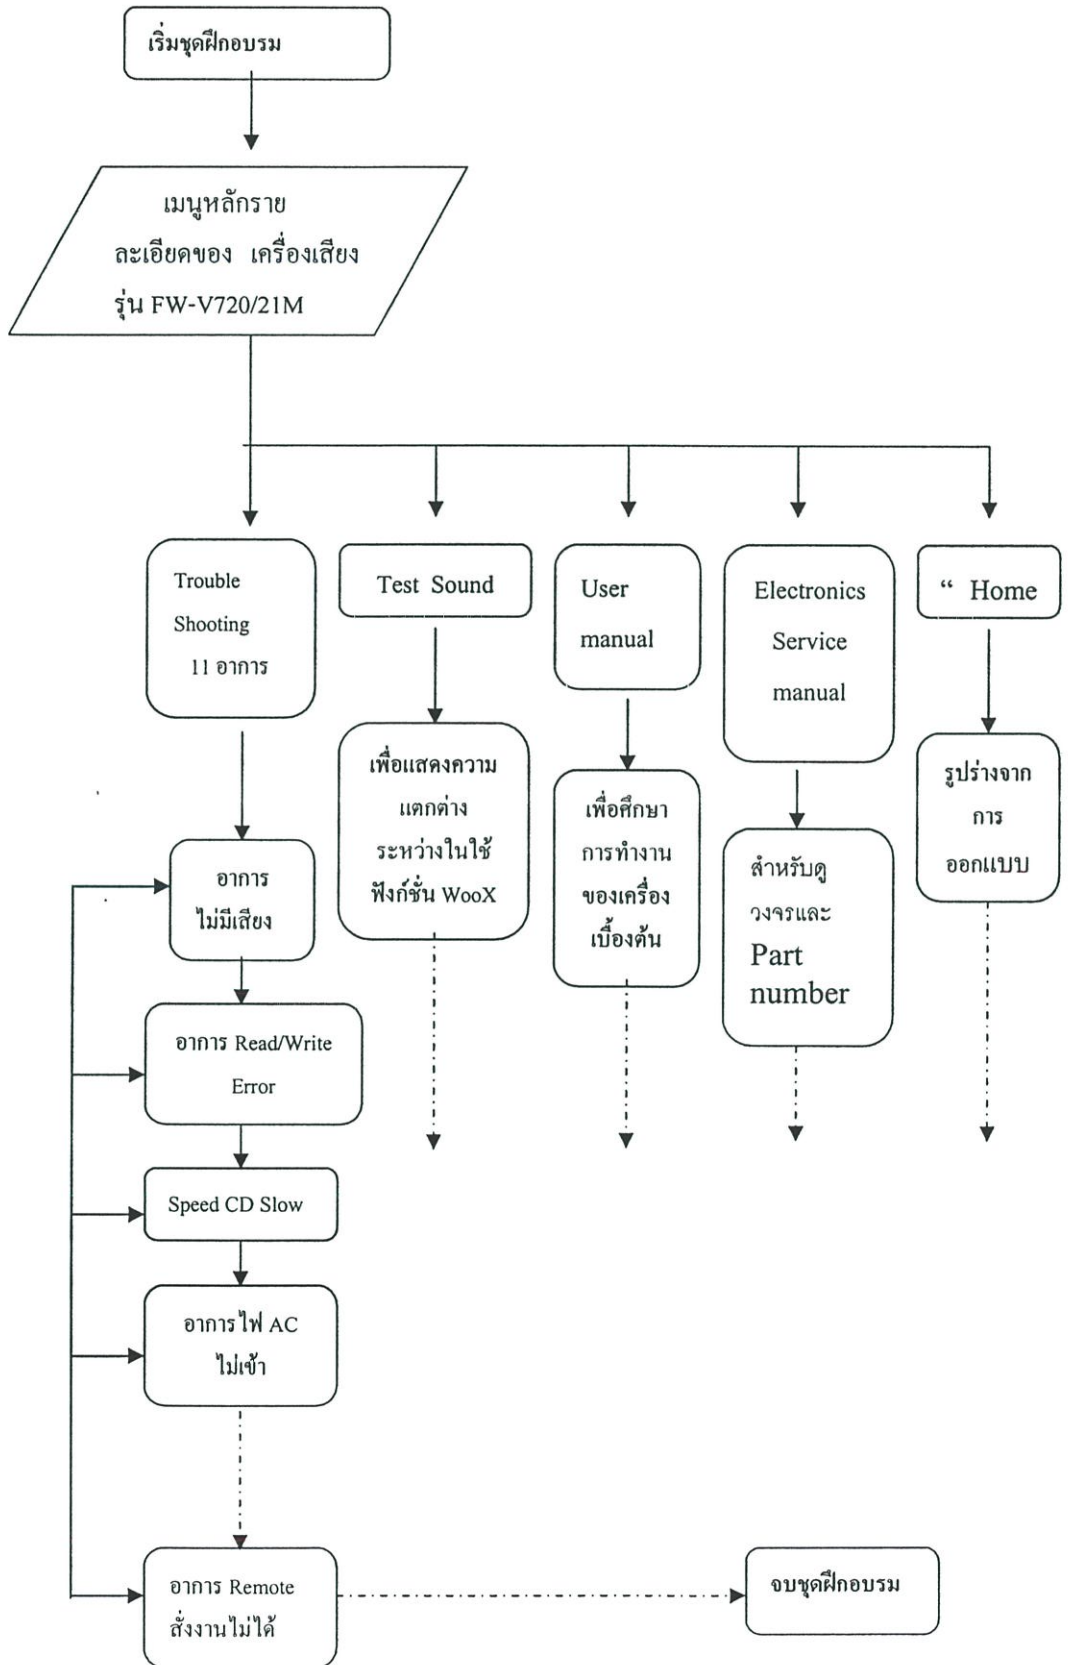 เริ่มชุดฝึกอบรม
เมนูหลักราย
ละเอียดของ เครื่องเสียง
รุ่น FW-V720/21M
Trouble
Shooting
11 อาการ
Test Sound
User
manual
Electronics
Service
manual
“ Home
เพื่อแสดงความ
แตกต่าง
ระหว่างในใช้
ฟังก์ชั่น WooX
เพื่อศึกษา
การทำงาน
ของเครื่อง
เบื้องต้น
สำหรับดู
วงจรและ
Part
number
รูปร่างจาก
การ
ออกแบบ
อาการ
ไม่มีเสียง
อาการ Read/Write
Error
Speed CD Slow
อาการไฟ AC
ไม่เข้า
อาการ Remote
สั่งงานไม่ได้
จบชุดฝึกอบรม